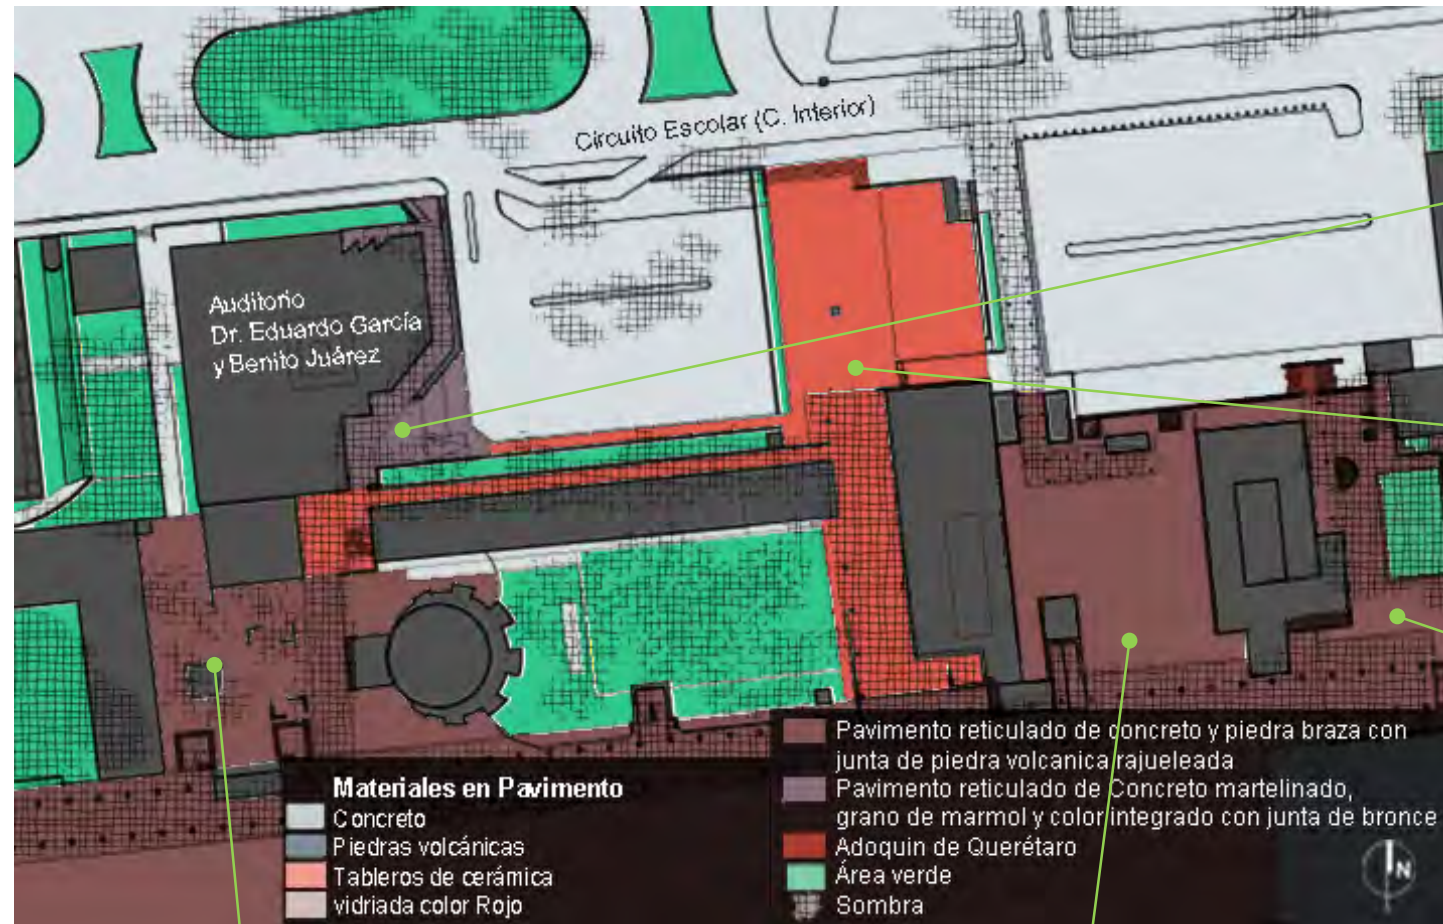 Circuito Escolar (C. Interior)
Auditorio
Dr. Eduardo García
y Benito Juárez
Materiales en Pavimento
Concreto
Piedras volcánicas
Tableros de cerámica
vidriada color Rojo
Pavimento reticulado de concreto y piedra braza con
junta de piedra volcanica rajueleada
Pavimento reticulado de Concreto martelinado,
grano de marmol y color integrado con junta de bronce
Adoquin de Querétaro
Área verde
Sombra
N